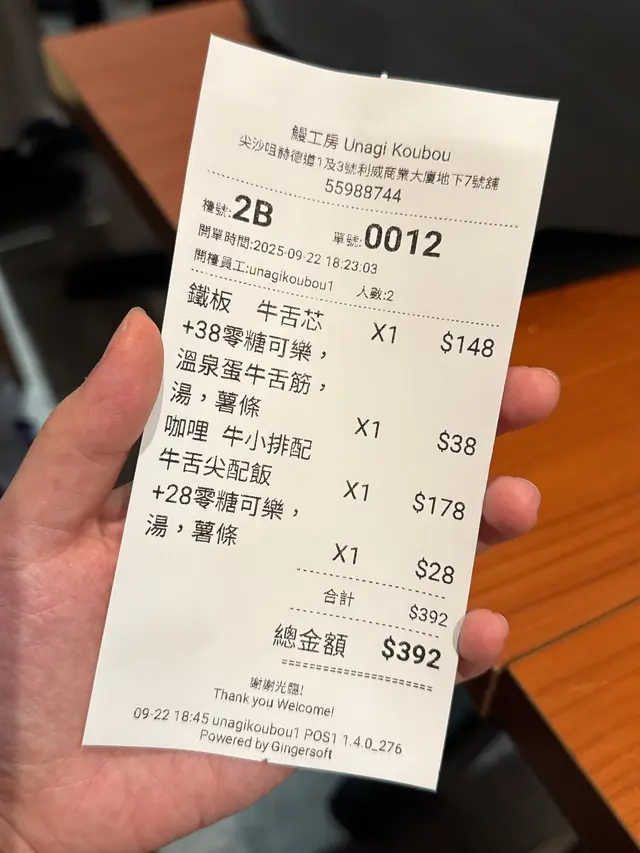 鰻工房 Unagi Koubou
尖沙咀赫德道1及3號利威商業大廈地下7號舖
55988744
檯號:2B 單號:0012
開單時間:2025-09-22 18:23:03
開檯員工:unagikoubou1 人數:2
鐵板 牛舌芯 X1 $148
+38零糖可樂,
溫泉蛋牛舌筋,
湯,薯條 X1 $38
咖哩 牛小排配
牛舌尖配飯 X1 $178
+28零糖可樂,
湯,薯條
X1 $28
合計 $392
總金額 $392
謝謝光臨!
Thank you Welcome!
09-22 18:45 unagikoubou1 POS1 1.4.0_276
Powered by Gingersoft